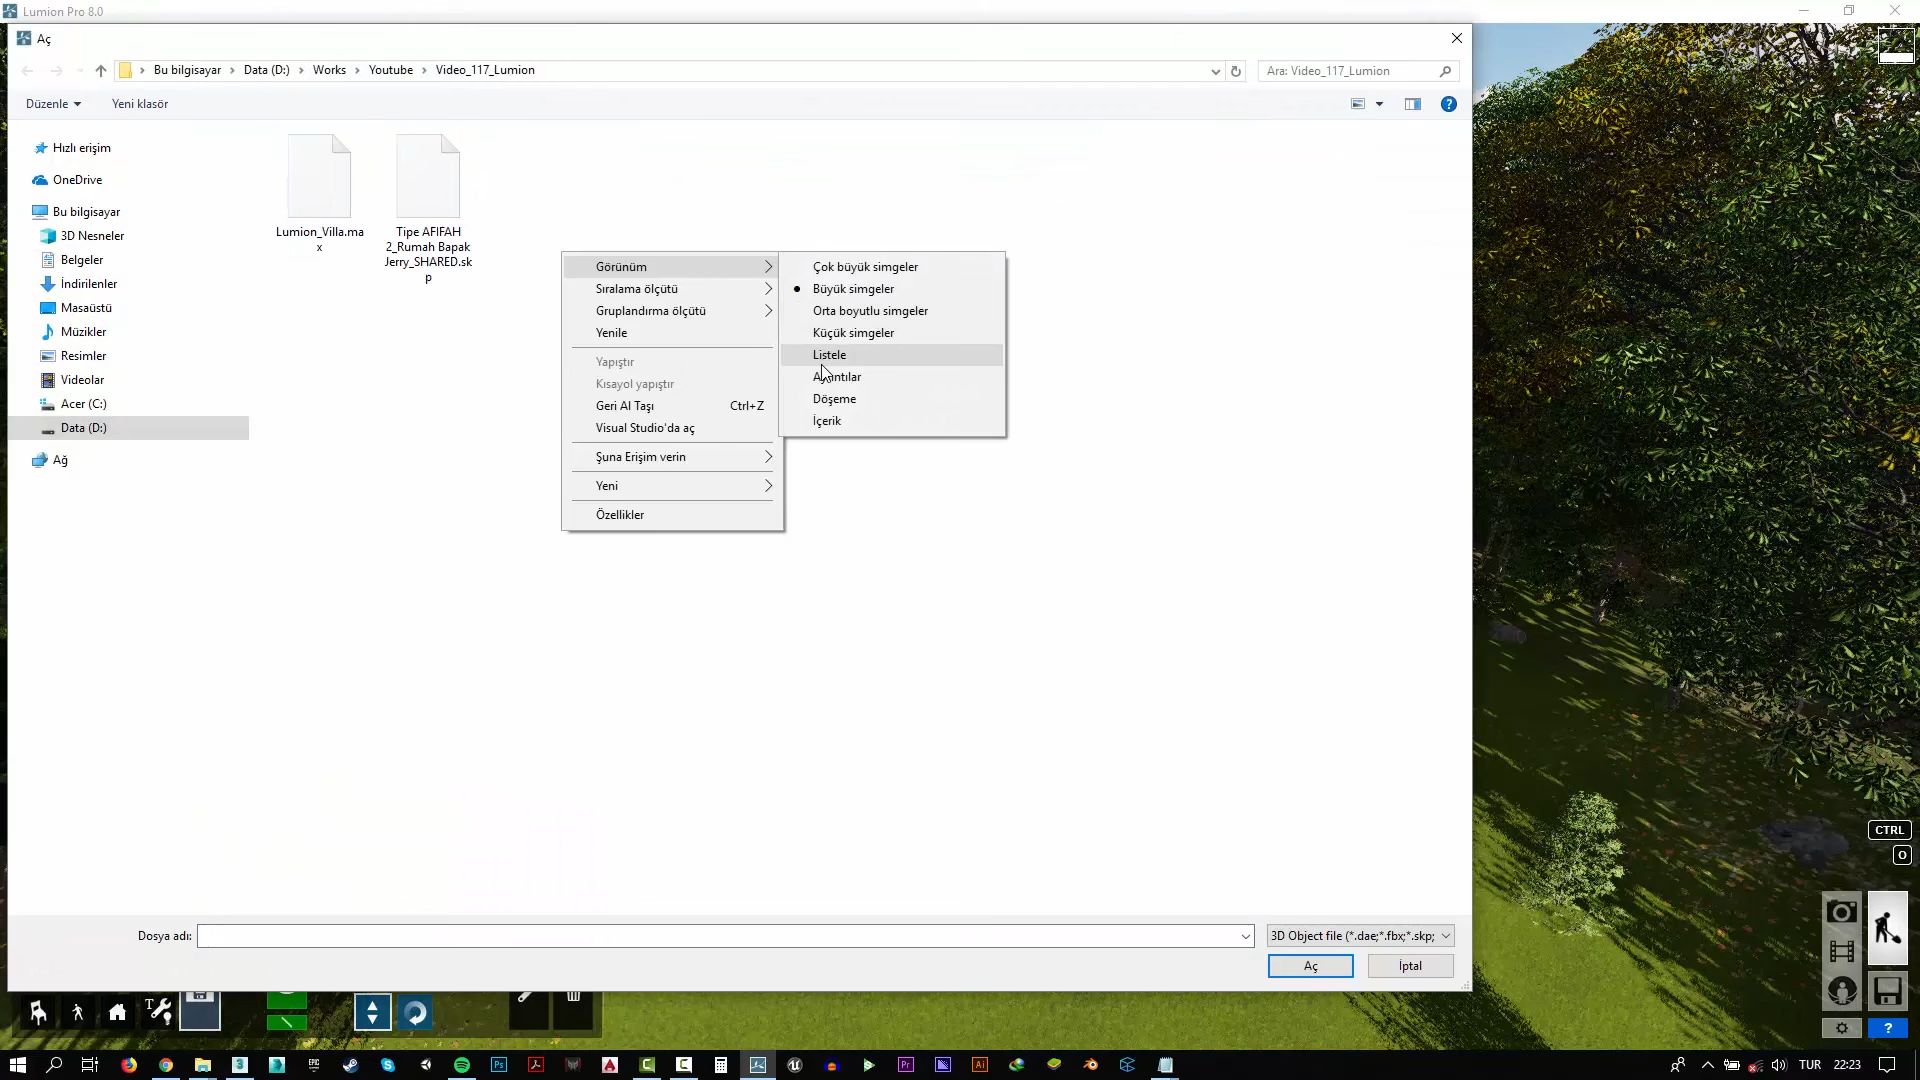 Lumion Pro 8.0
Aç
Bu bilgisayar
Data (D:)
Works
Youtube
Video_117_Lumion
Ara: Video_117_Lumion
Düzenle
Yeni klasör
Hızlı erişim
OneDrive
Bu bilgisayar
3D Nesneler
Belgeler
İndirilenler
Masaüstü
Müzikler
Resimler
Videolar
Acer (C:)
Data (D:)
Ağ
Lumion_Villa.ma
x
Tipe AFIFAH
2_Rumah Bapak
Jerry_SHARED.sk
p
Görünüm
Sıralama ölçütü
Gruplandırma ölçütü
Yenile
Yapıştır
Kısayol yapıştır
Geri Al Taşı Ctrl+Z
Visual Studio'da aç
Şuna Erişim verin
Yeni
Özellikler
Çok büyük simgeler
Büyük simgeler
Orta boyutlu simgeler
Küçük simgeler
Listele
Ayrıntılar
Döşeme
İçerik
CTRL
O
Dosya adı:
3D Object file (*.dae;*.fbx;*.skp;
Aç
İptal
TUR
22:23